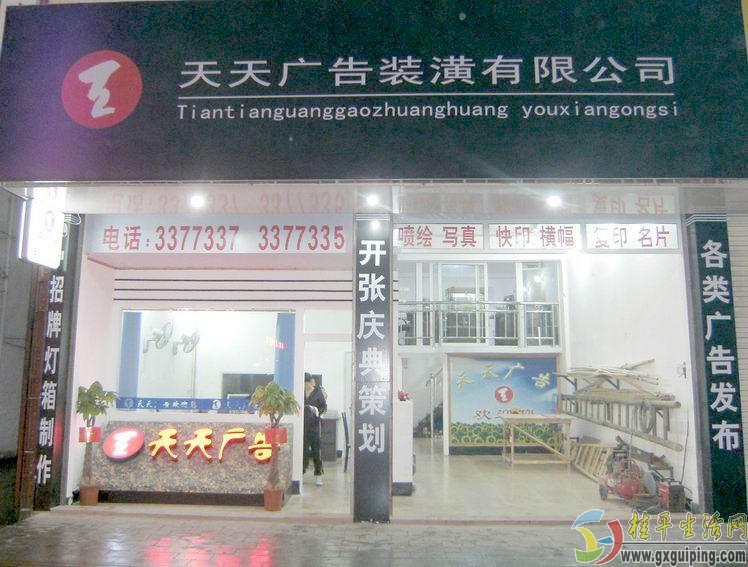 天天广告装潢有限公司
Tiantianguanggaozhuanghuang youxiangongsi
电话：3377337 3377335
喷绘 写真 快印 横幅 复印 名片
招牌灯箱制作
开张庆典策划
各类广告发布
天天广告
欢
天天
天天广告
桂平生活网
www.gxguiping.com